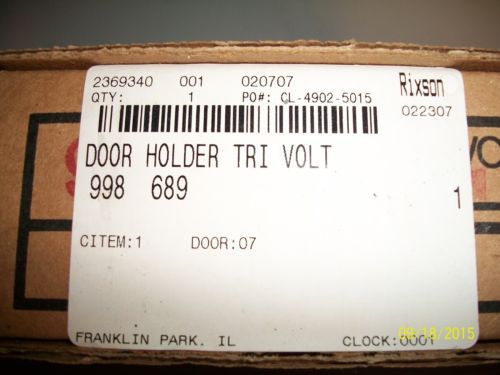 2369340 001 020707 Rixson
QTY: 1 PO#: CL-4902-5015 022307
DOOR HOLDER TRI VOLT
998 689 1
CITEM:1 DOOR:07
FRANKLIN PARK. IL CLOCK:0001
09/18/2015